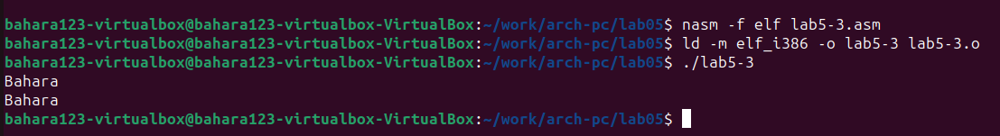 bahara123-virtualbox@bahara123-virtualbox-VirtualBox:~/work/arch-pc/lab05$ nasm -f elf lab5-3.asm
bahara123-virtualbox@bahara123-virtualbox-VirtualBox:~/work/arch-pc/lab05$ ld -m elf_i386 -o lab5-3 lab5-3.o
bahara123-virtualbox@bahara123-virtualbox-VirtualBox:~/work/arch-pc/lab05$ ./lab5-3
Bahara
Bahara
bahara123-virtualbox@bahara123-virtualbox-VirtualBox:~/work/arch-pc/lab05$